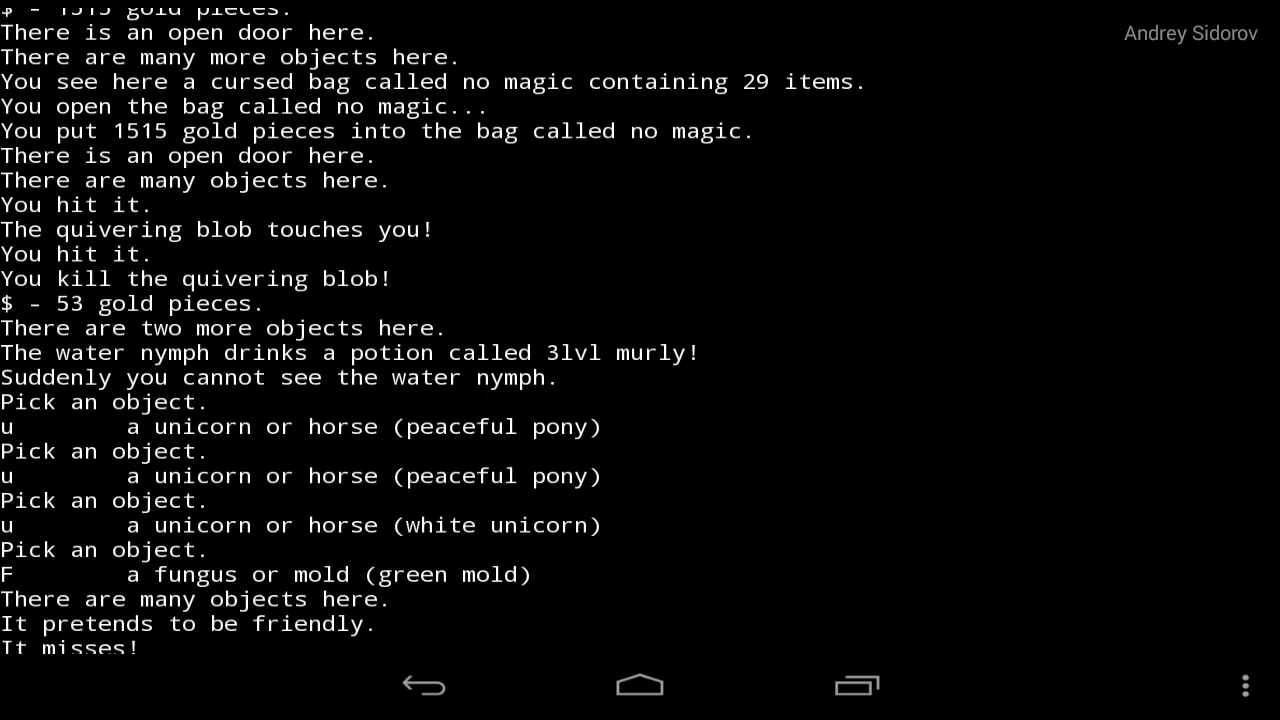 $ - 1515 gold pieces.
There is an open door here.
Andrey Sidorov
There are many more objects here.
You see here a cursed bag called no magic containing 29 items.
You open the bag called no magic...
You put 1515 gold pieces into the bag called no magic.
There is an open door here.
There are many objects here.
You hit it.
The quivering blob touches you!
You hit it.
You kill the quivering blob!
$ - 53 gold pieces.
There are two more objects here.
The water nymph drinks a potion called 3lvl murly!
Suddenly you cannot see the water nymph.
Pick an object.
u a unicorn or horse (peaceful pony)
Pick an object.
u a unicorn or horse (peaceful pony)
Pick an object.
u a unicorn or horse (white unicorn)
Pick an object.
F a fungus or mold (green mold)
There are many objects here.
It pretends to be friendly.
It misses!